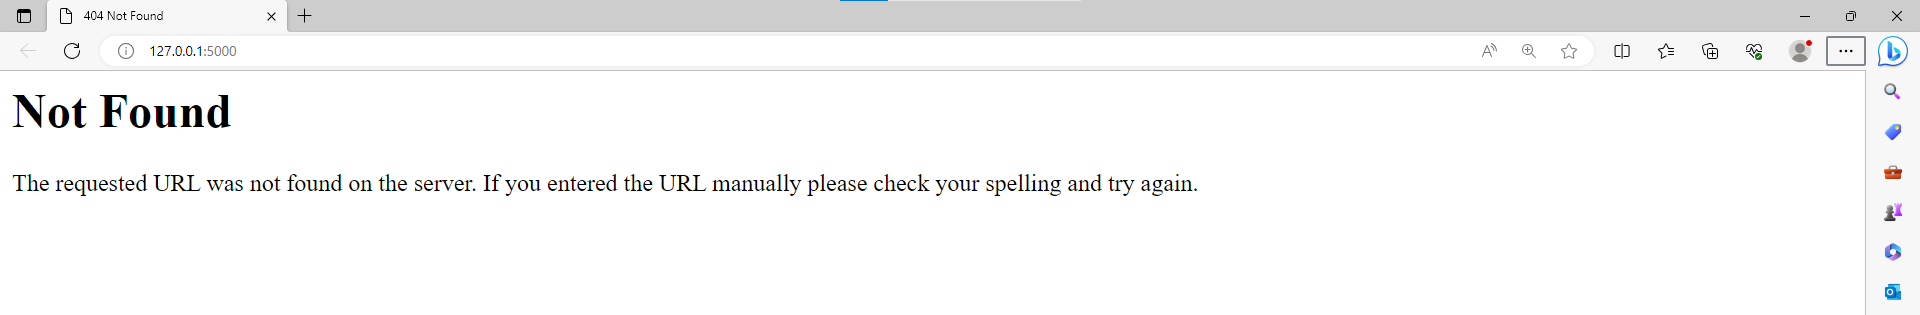 404 Not Found
127.0.0.1:5000
Not Found
The requested URL was not found on the server. If you entered the URL manually please check your spelling and try again.